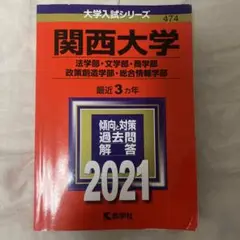 大学入試シリーズ
474
関西大学
法学部・文学部・商学部
政策創造学部・総合情報学部
最近3カ年
傾向と対策
過去問
解答
2021
教学社